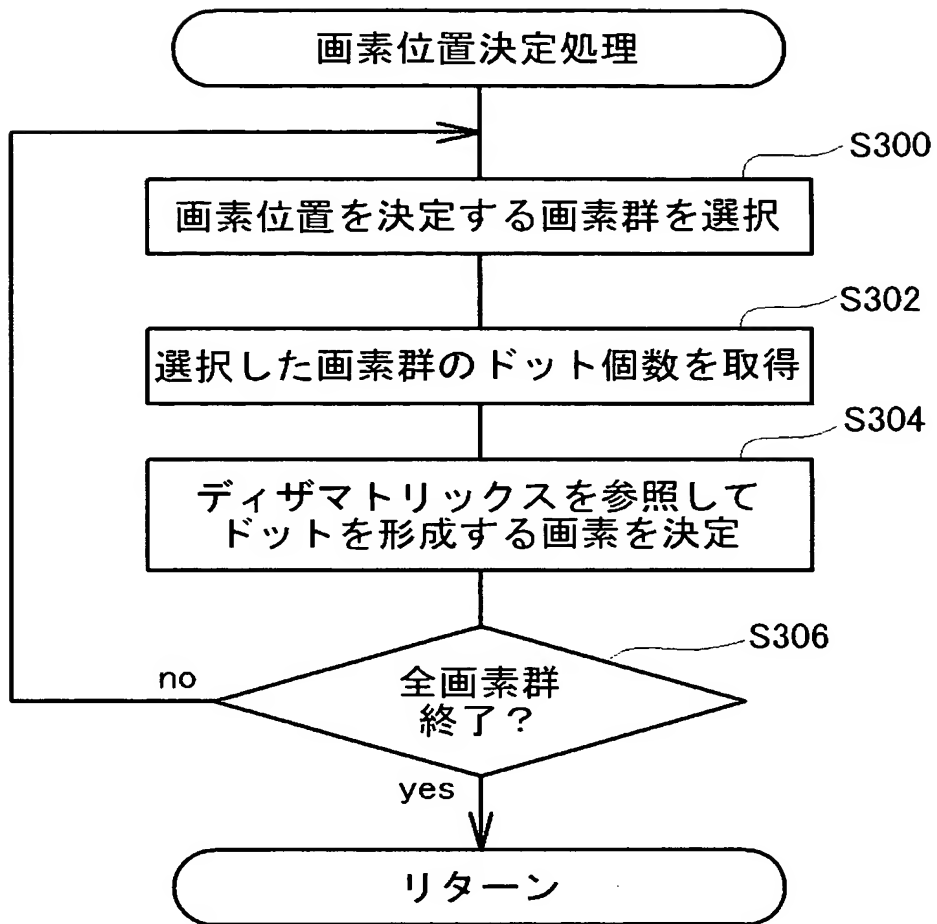 画素位置決定処理
S300
画素位置を決定する画素群を選択
S302
選択した画素群のドット個数を取得
S304
ディザマトリックスを参照して
ドットを形成する画素を決定
S306
no
全画素群
終了？
yes
リターン